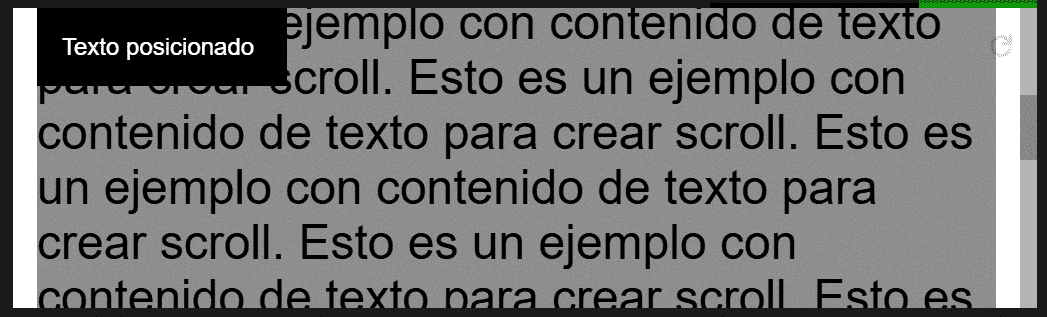 Texto posicionado
ejemplo con contenido de texto
para crear scroll. Esto es un ejemplo con
contenido de texto para crear scroll. Esto es
un ejemplo con contenido de texto para
crear scroll. Esto es un ejemplo con
contenido de texto para crear scroll. Esto es